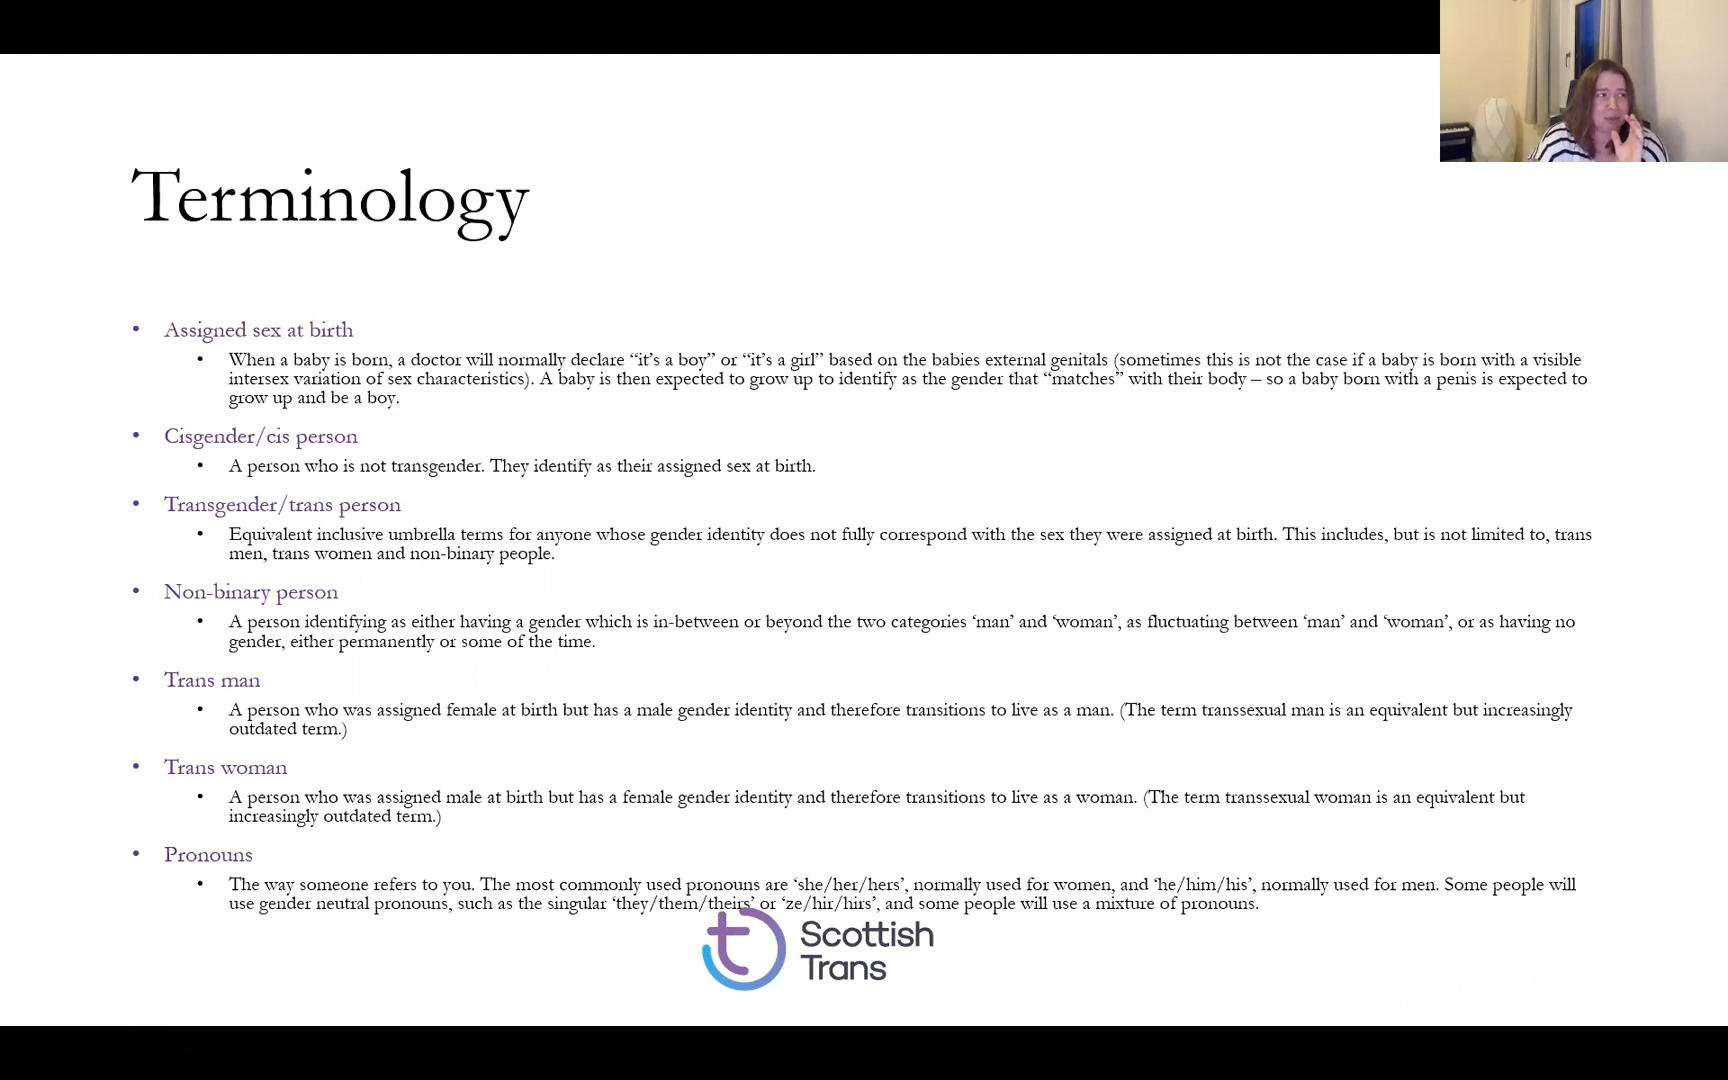 Terminology
• Assigned sex at birth
• When a baby is born, a doctor will normally declare “it’s a boy” or “it’s a girl” based on the babies external genitals (sometimes this is not the case if a baby is born with a visible
intersex variation of sex characteristics). A baby is then expected to grow up to identify as the gender that “matches” with their body – so a baby born with a penis is expected to
grow up and be a boy.
• Cisgender/cis person
• A person who is not transgender. They identify as their assigned sex at birth.
• Transgender/trans person
• Equivalent inclusive umbrella terms for anyone whose gender identity does not fully correspond with the sex they were assigned at birth. This includes, but is not limited to, trans
men, trans women and non-binary people.
• Non-binary person
• A person identifying as either having a gender which is in-between or beyond the two categories ‘man’ and ‘woman’, as fluctuating between ‘man’ and ‘woman’, or as having no
gender, either permanently or some of the time.
• Trans man
• A person who was assigned female at birth but has a male gender identity and therefore transitions to live as a man. (The term transsexual man is an equivalent but increasingly
outdated term.)
• Trans woman
• A person who was assigned male at birth but has a female gender identity and therefore transitions to live as a woman. (The term transsexual woman is an equivalent but
increasingly outdated term.)
• Pronouns
• The way someone refers to you. The most commonly used pronouns are ‘she/her/hers’, normally used for women, and ‘he/him/his’, normally used for men. Some people will
use gender neutral pronouns, such as the singular ‘they/them/theirs’ or ‘ze/hir/hirs’, and some people will use a mixture of pronouns.
Scottish
Trans